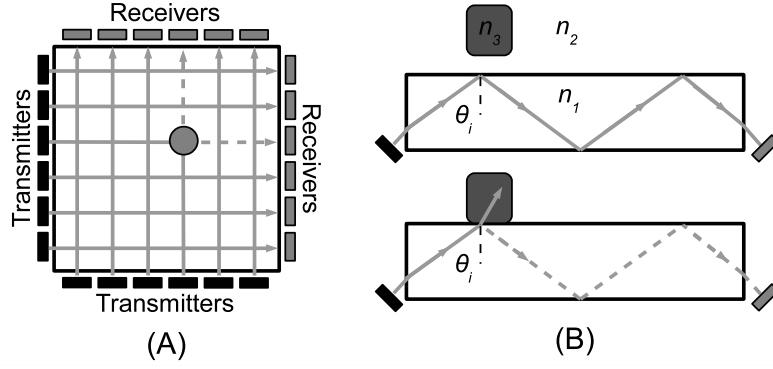 Receivers
Transmitters
Receivers
Transmitters
(A)
n3
n2
n1
θi
θi
(B)